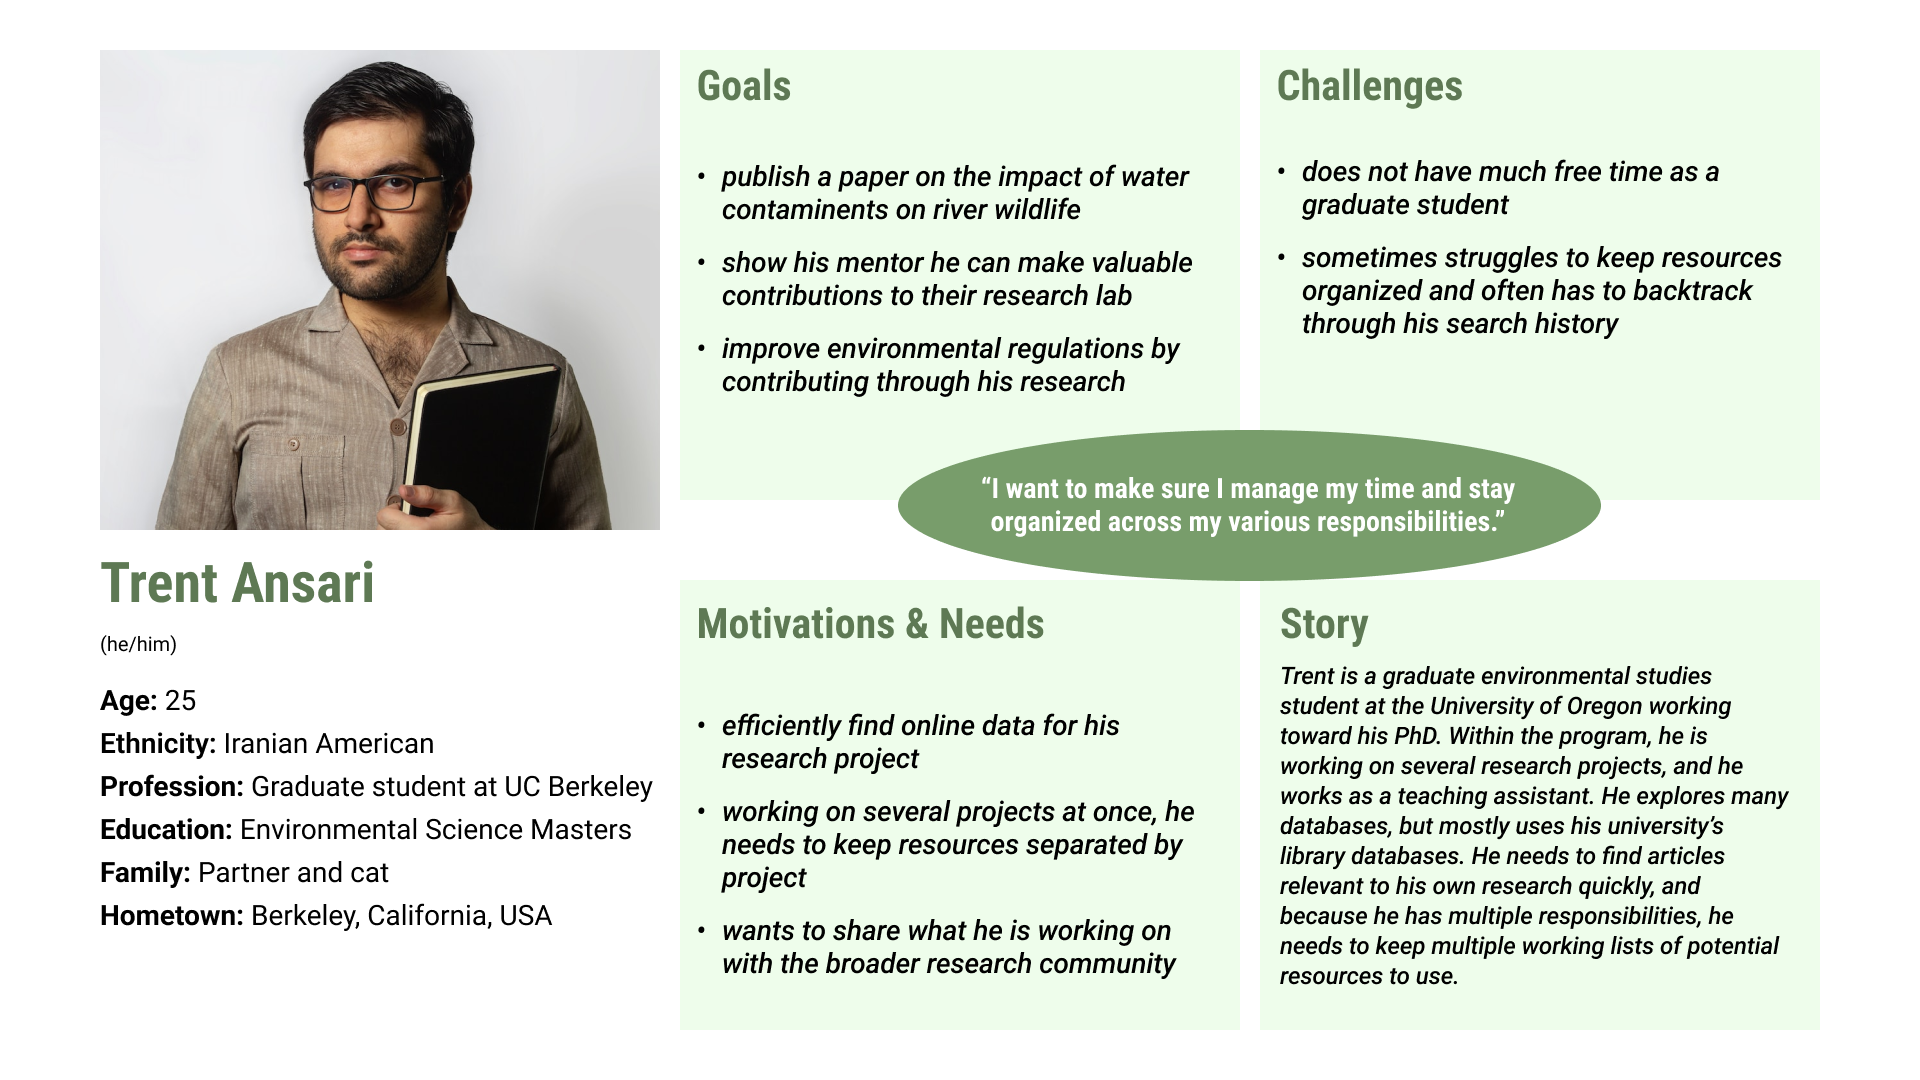 Trent Ansari
(he/him)
Age: 25
Ethnicity: Iranian American
Profession: Graduate student at UC Berkeley
Education: Environmental Science Masters
Family: Partner and cat
Hometown: Berkeley, California, USA
Goals
• publish a paper on the impact of water
contaminents on river wildlife
• show his mentor he can make valuable
contributions to their research lab
• improve environmental regulations by
contributing through his research
Challenges
• does not have much free time as a
graduate student
• sometimes struggles to keep resources
organized and often has to backtrack
through his search history
“I want to make sure I manage my time and stay
organized across my various responsibilities.”
Motivations & Needs
• efficiently find online data for his
research project
• working on several projects at once, he
needs to keep resources separated by
project
• wants to share what he is working on
with the broader research community
Story
Trent is a graduate environmental studies
student at the University of Oregon working
toward his PhD. Within the program, he is
working on several research projects, and he
works as a teaching assistant. He explores many
databases, but mostly uses his university’s
library databases. He needs to find articles
relevant to his own research quickly, and
because he has multiple responsibilities, he
needs to keep multiple working lists of potential
resources to use.